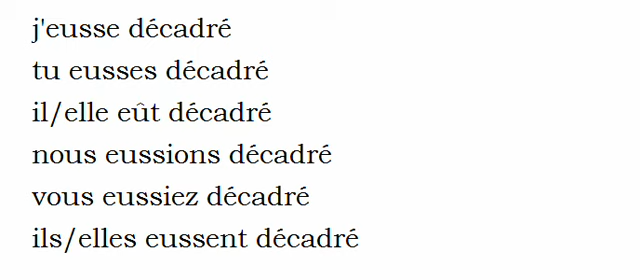 j'eusse décadré
tu eusses décadré
il/elle eût décadré
nous eussions décadré
vous eussiez décadré
ils/elles eussent décadré